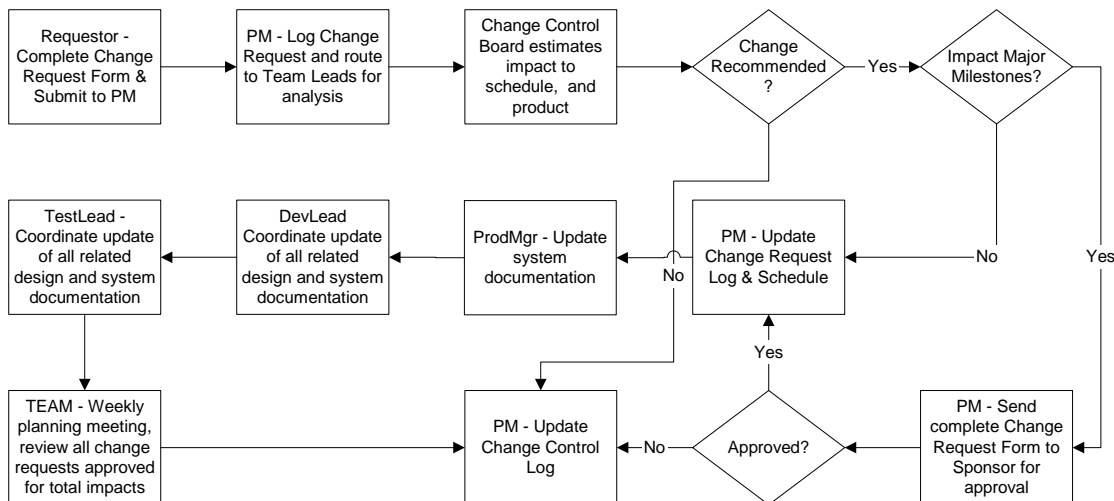 Requestor -
Complete Change
Request Form &
Submit to PM
PM - Log Change
Request and route
to Team Leads for
analysis
Change Control
Board estimates
impact to
schedule, and
product
Change
Recommended
?
Yes
Impact Major
Milestones?
TestLead -
Coordinate update
of all related
design and system
documentation
DevLead
Coordinate update
of all related
design and system
documentation
ProdMgr - Update
system
documentation
No
PM - Update
Change Request
Log & Schedule
No
Yes
Yes
TEAM - Weekly
planning meeting,
review all change
requests approved
for total impacts
PM - Update
Change Control
Log
No
Approved?
PM - Send
complete Change
Request Form to
Sponsor for
approval